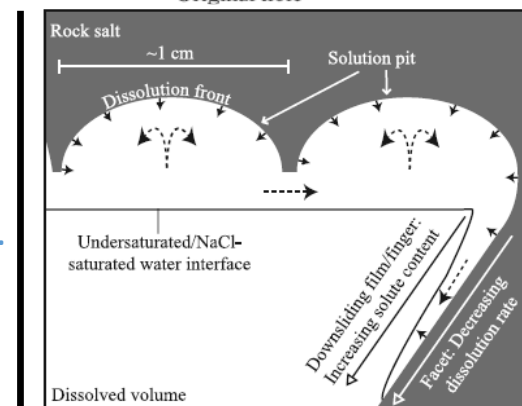 Rock salt
~1 cm
Solution pit
Dissolution front
Undersaturated/NaCl-
saturated water interface
Downsliding film/finger:
Increasing solute content
Facet: Decreasing
dissolution rate
Dissolved volume